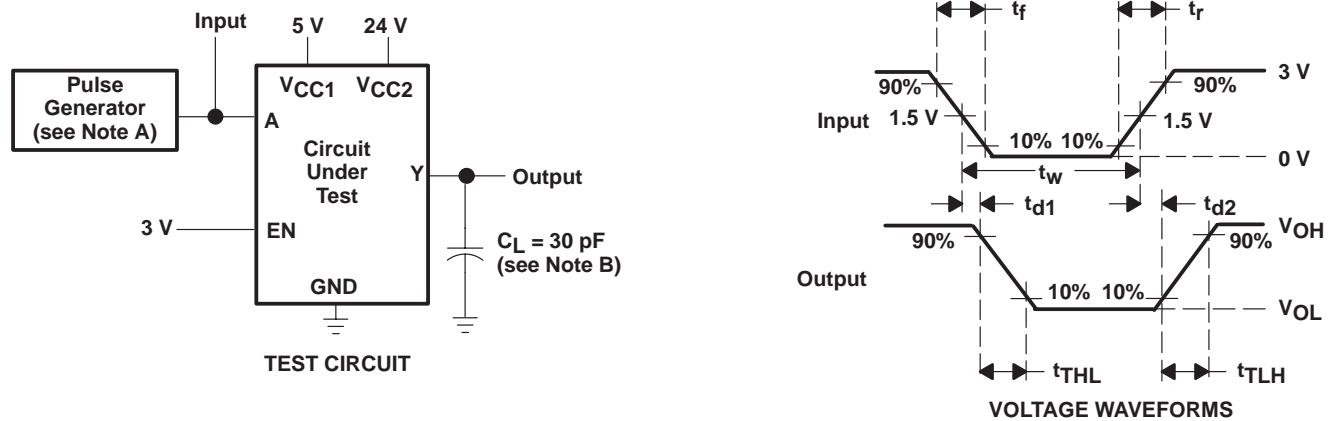 Input
5 V
24 V
Pulse
Generator
(see Note A)
VCC1
VCC2
A
Circuit
Under
Test
Y
Output
3 V
EN
CL = 30 pF
(see Note B)
GND
TEST CIRCUIT
tf
tr
3 V
90%
90%
Input
1.5 V
1.5 V
10% 10%
0 V
tw
td1
td2
VOH
90%
90%
Output
10% 10%
VOL
tTHL
tTLH
VOLTAGE WAVEFORMS